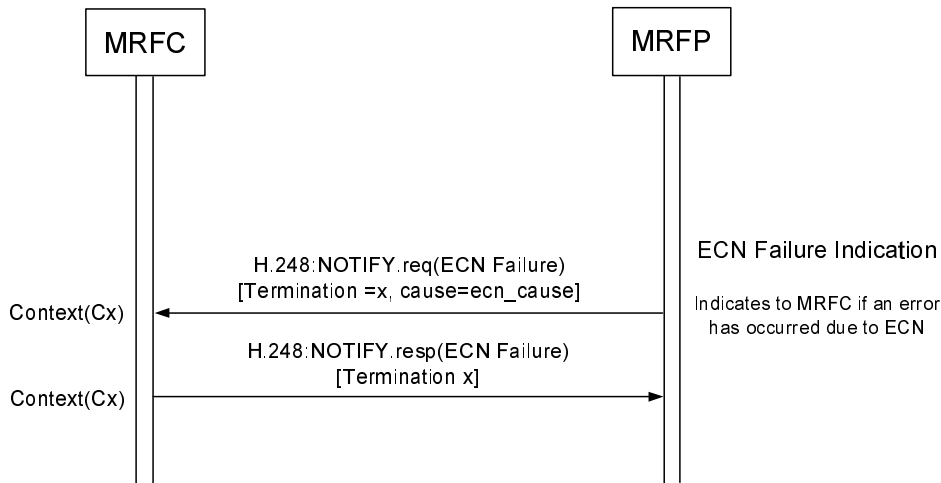 MRFC
MRFP
ECN Failure Indication
H.248:NOTIFY.req(ECN Failure)
[Termination =x, cause=ecn_cause]
Context(Cx)
Indicates to MRFC if an error
has occurred due to ECN
H.248:NOTIFY.resp(ECN Failure)
[Termination x]
Context(Cx)